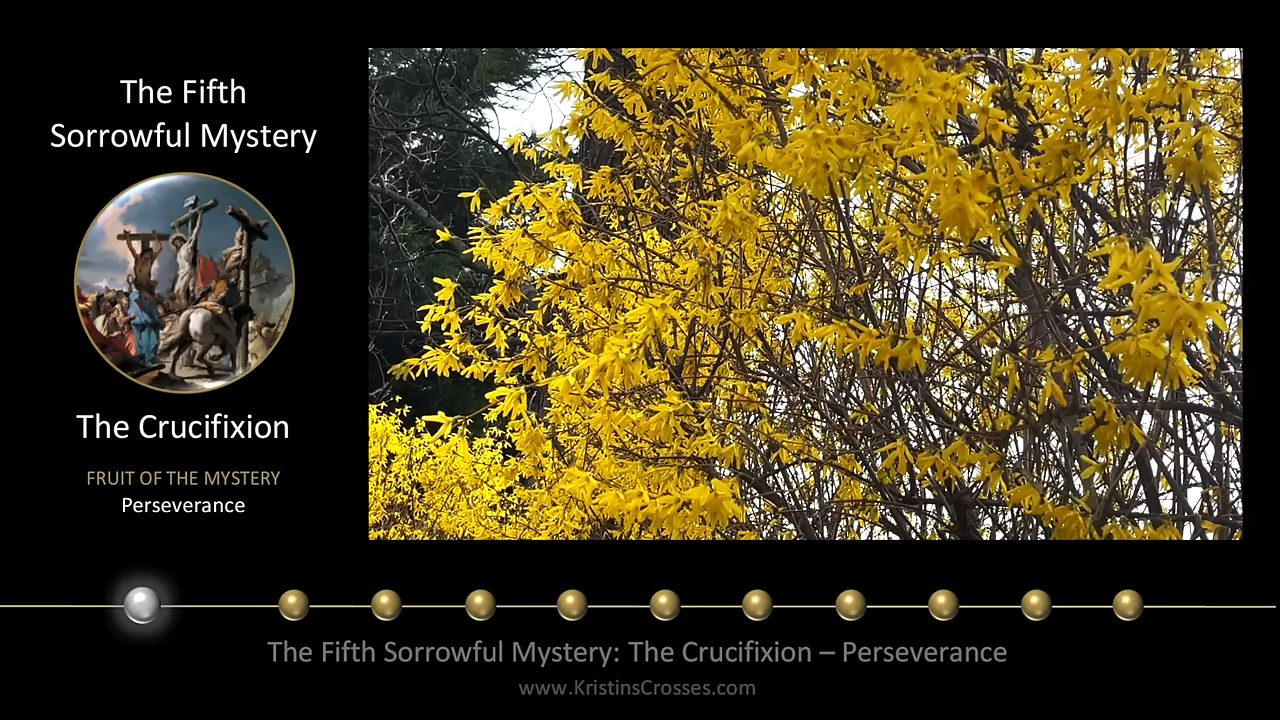 The Fifth
Sorrowful Mystery
The Crucifixion
FRUIT OF THE MYSTERY
Perseverance
The Fifth Sorrowful Mystery: The Crucifixion – Perseverance
www.KristinsCrosses.com